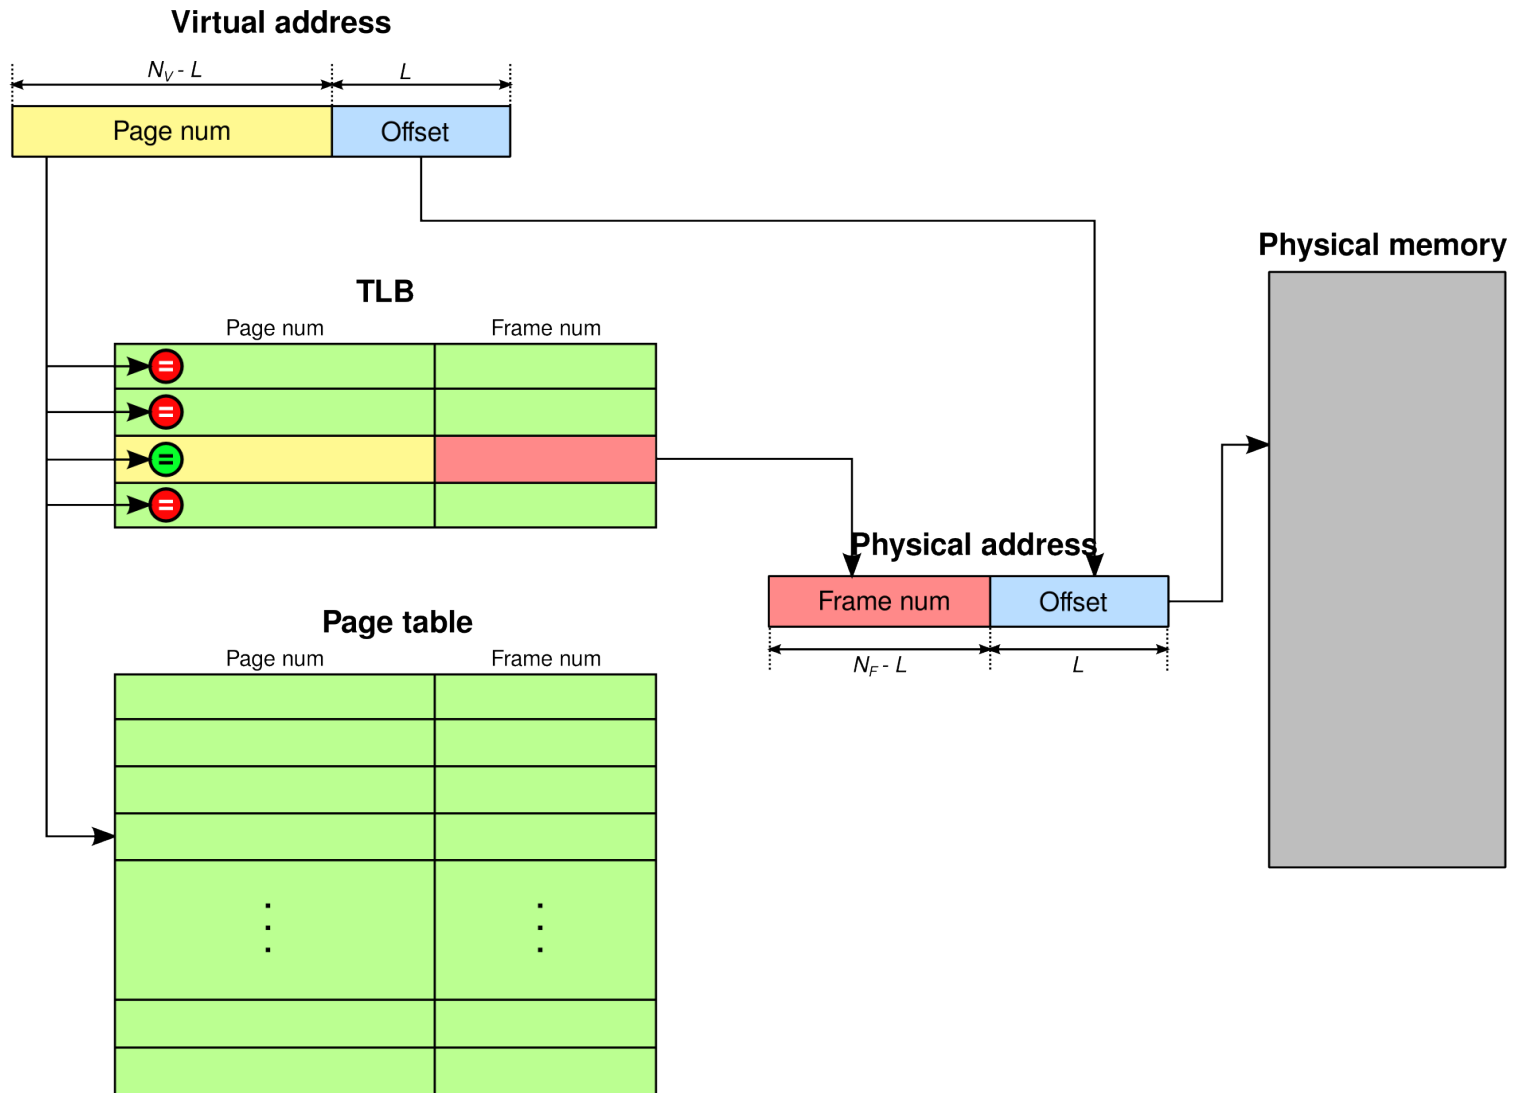 Virtual address
N_V - L
L
Page num
Offset
Physical memory
TLB
Page num
Frame num
=
=
=
=
Physical address
Frame num
Offset
N_F - L
L
Page table
Page num
Frame num